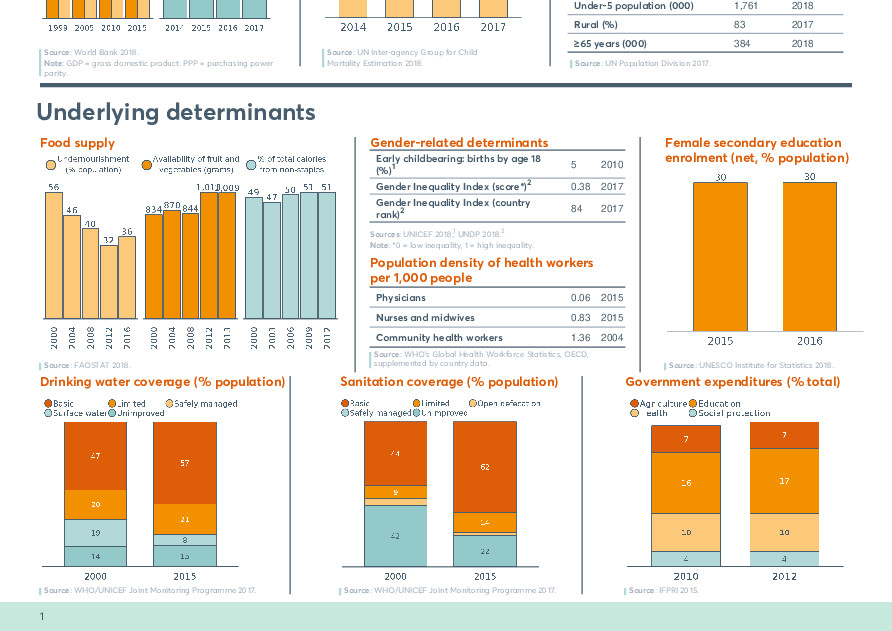 1999 2005 2010 2015
2014 2015 2016 2017
2014 2015 2016 2017
Under-5 population (000) 1,761 2018
Rural (%) 83 2017
≥65 years (000) 384 2018
Source: World Bank 2018.
Note: GDP = gross domestic product. PPP = purchasing power
parity.
Source: UN Inter-agency Group for Child
Mortality Estimation 2018.
Source: UN Population Division 2017.
Underlying determinants
Food supply
Undernourishment
(% population)
Availability of fruit and
vegetables (grams)
% of total calories
from non-staples
56 46 40 32 36
834 870 844 1,011 1,009
49 47 50 51 51
2000 2004 2008 2012 2016
2000 2004 2008 2012 2013
2000 2001 2006 2009 2012
Source: FAOSTAT 2018.
Gender-related determinants
Early childbearing: births by age 18
(%)1 5 2010
Gender Inequality Index (score*)2 0.38 2017
Gender Inequality Index (country
rank)2 84 2017
Sources: UNICEF 2018,1 UNDP 2018.2
Note: *0 = low inequality, 1 = high inequality.
Population density of health workers
per 1,000 people
Physicians 0.06 2015
Nurses and midwives 0.83 2015
Community health workers 1.36 2004
Source: WHO's Global Health Workforce Statistics, OECD,
supplemented by country data.
Female secondary education
enrolment (net, % population)
30 30
2015 2016
Source: UNESCO Institute for Statistics 2018.
Drinking water coverage (% population)
Basic Limited Safely managed
Surface water Unimproved
47 57
20 21
19 8
14 15
2000 2015
Source: WHO/UNICEF Joint Monitoring Programme 2017.
Sanitation coverage (% population)
Basic Limited Open defecation
Safely managed Unimproved
44 62
9 14
42 22
2000 2015
Source: WHO/UNICEF Joint Monitoring Programme 2017.
Government expenditures (% total)
Agriculture Education
Health Social protection
7 7
16 17
10 10
4 4
2010 2012
Source: IFPRI 2015.
1